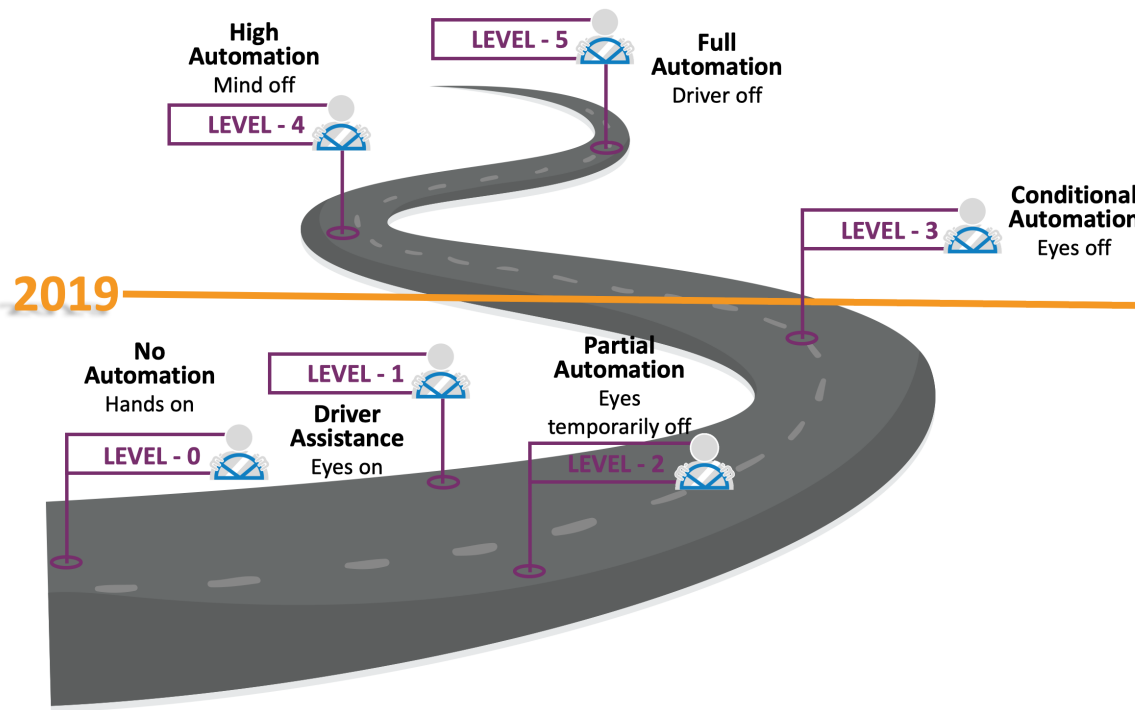 High
Automation
Mind off
LEVEL - 4
LEVEL - 5
Full
Automation
Driver off
Conditional
Automation
Eyes off
LEVEL - 3
2019
No
Automation
Hands on
LEVEL - 0
LEVEL - 1
Driver
Assistance
Eyes on
Partial
Automation
Eyes
temporarily off
LEVEL - 2